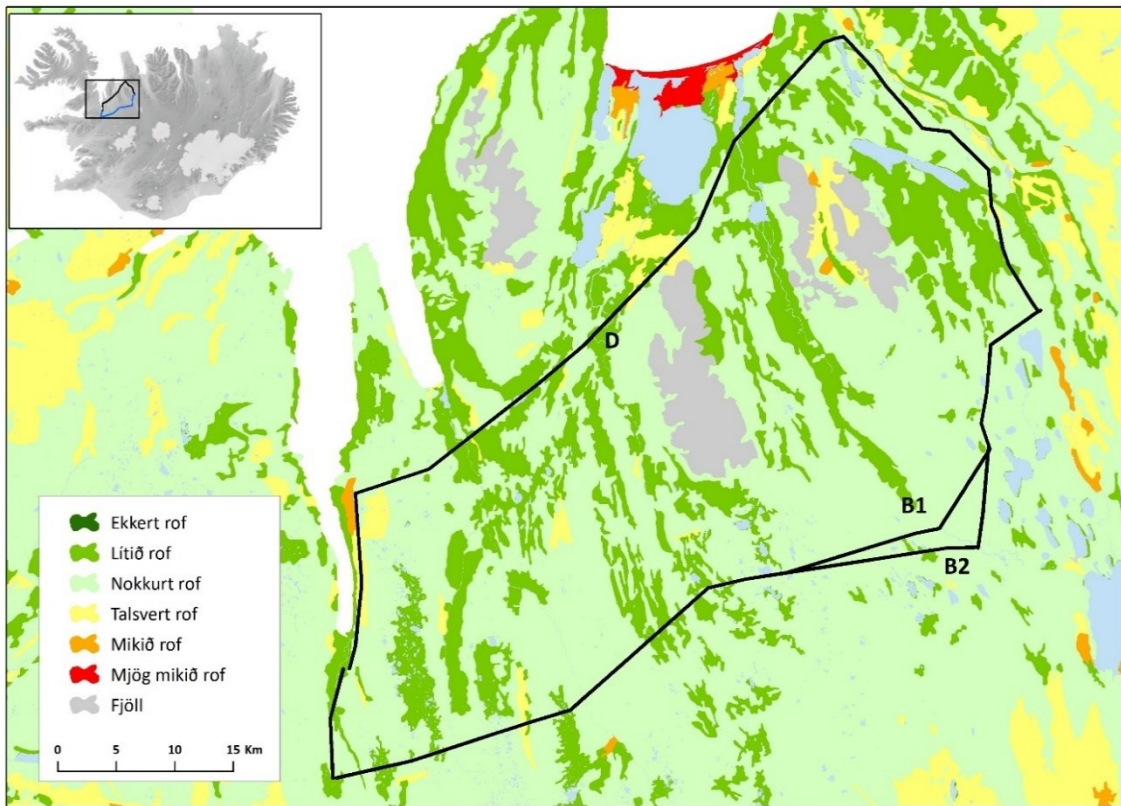 D
B1
B2
Ekkert rof
Lítið rof
Nokkurt rof
Talsvert rof
Mikið rof
Mjög mikið rof
Fjöll
0 5 10 15 Km